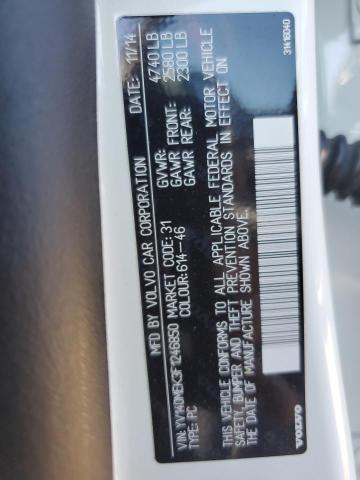 MFD BY VOLVO CAR CORPORATION 11/14
VIN: YV140MEK3F1246850 GVWR: 4740 LB
TYPE: PC MARKET CODE: 31 GAWR FRONT: 2580 LB
COLOUR: 614-46 GAWR REAR: 2300 LB
THIS VEHICLE CONFORMS TO ALL APPLICABLE FEDERAL MOTOR VEHICLE
SAFETY, BUMPER AND THEFT PREVENTION STANDARDS IN EFFECT ON
THE DATE OF MANUFACTURE SHOWN ABOVE.
VOLVO 31416040